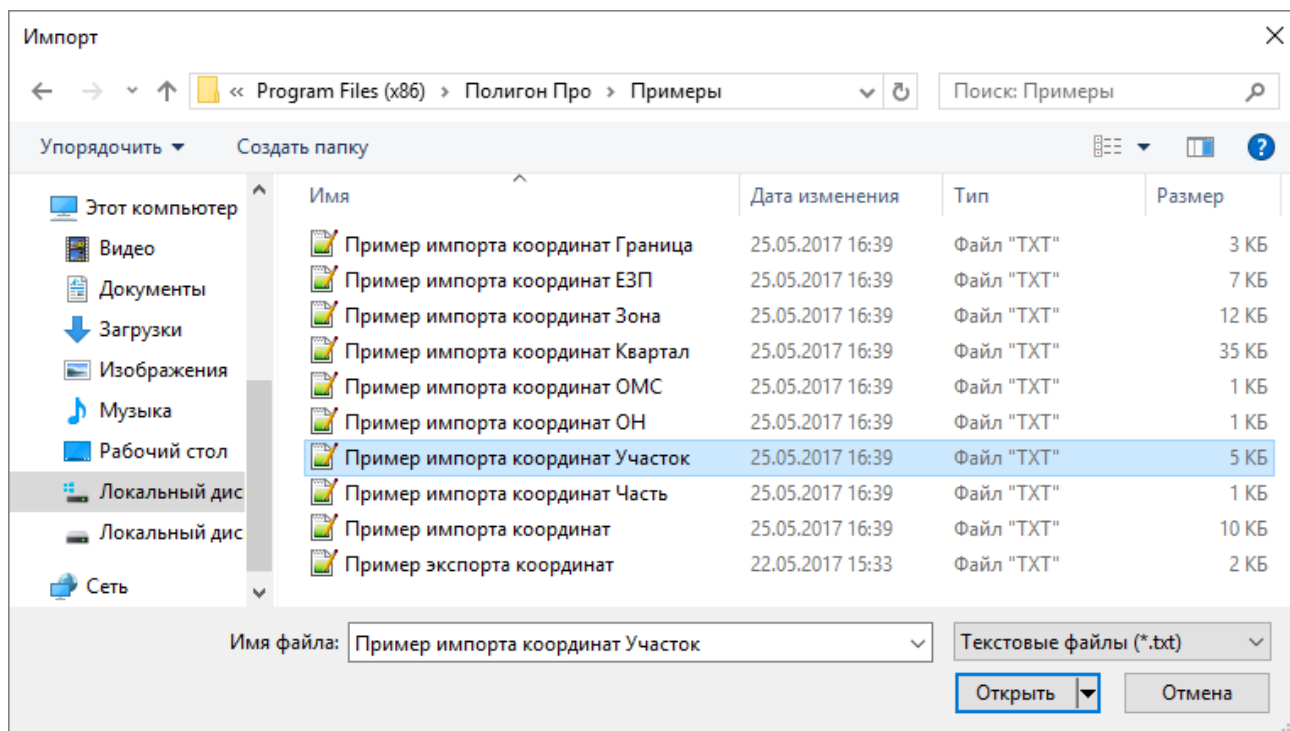 Импорт
« Program Files (x86) › Полигон Про › Примеры
Поиск: Примеры
Упорядочить
Создать папку
?
Этот компьютер
Видео
Документы
Загрузки
Изображения
Музыка
Рабочий стол
Локальный дис
Локальный дис
Сеть
Имя Дата изменения Тип Размер
Пример импорта координат Граница 25.05.2017 16:39 Файл "TXT" 3 КБ
Пример импорта координат ЕЗП 25.05.2017 16:39 Файл "TXT" 7 КБ
Пример импорта координат Зона 25.05.2017 16:39 Файл "TXT" 12 КБ
Пример импорта координат Квартал 25.05.2017 16:39 Файл "TXT" 35 КБ
Пример импорта координат ОМС 25.05.2017 16:39 Файл "TXT" 1 КБ
Пример импорта координат ОН 25.05.2017 16:39 Файл "TXT" 1 КБ
Пример импорта координат Участок 25.05.2017 16:39 Файл "TXT" 5 КБ
Пример импорта координат Часть 25.05.2017 16:39 Файл "TXT" 1 КБ
Пример импорта координат 25.05.2017 16:39 Файл "TXT" 10 КБ
Пример экспорта координат 22.05.2017 15:33 Файл "TXT" 2 КБ
Имя файла: Пример импорта координат Участок
Текстовые файлы (*.txt)
Открыть
Отмена